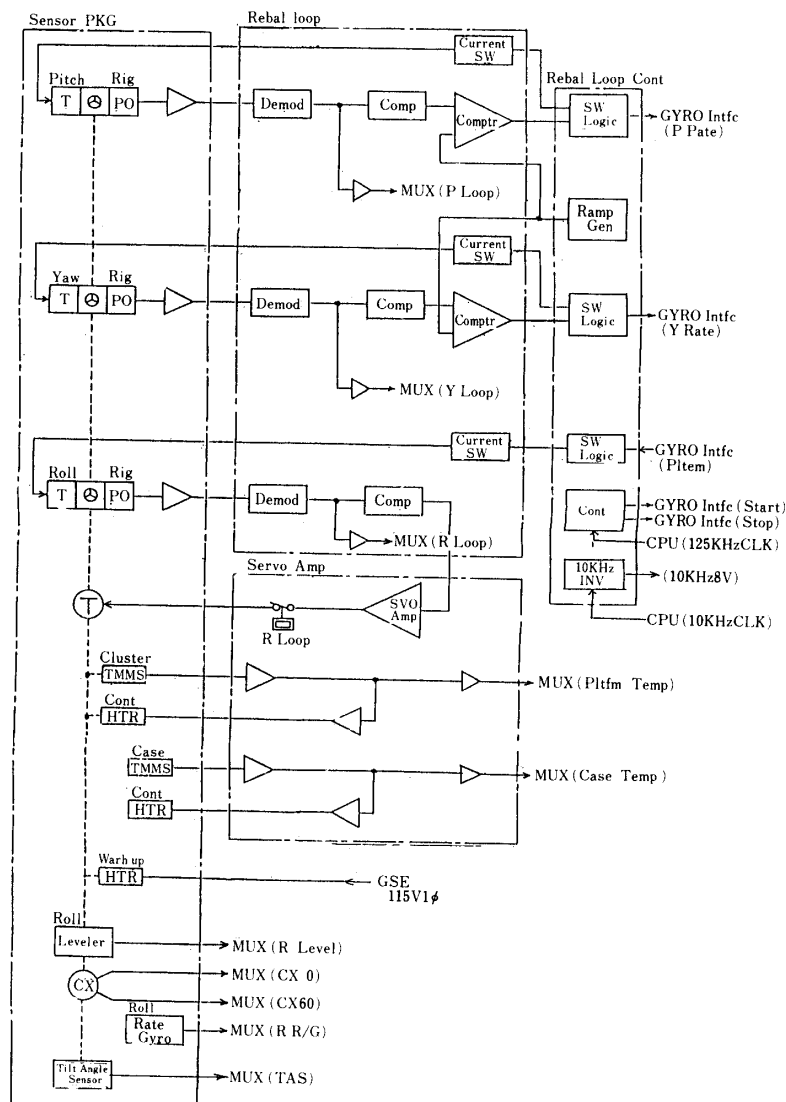 Sensor PKG
Rebal loop
Current
SW
Rebal Loop Cont
Pitch
Rig
T
PO
Demod
Comp
Comptr
SW
Logic
GYRO Intfc
(P Pate)
MUX (P Loop)
Ramp
Gen
Current
SW
Yaw
Rig
T
PO
Demod
Comp
Comptr
SW
Logic
GYRO Intfc
(Y Rate)
MUX (Y Loop)
Current
SW
SW
Logic
GYRO Intfc
(Pltem)
Roll
Rig
T
PO
Demod
Comp
Cont
GYRO Intfc (Start)
GYRO Intfc (Stop)
MUX (R Loop)
CPU (125KHzCLK)
Servo Amp
10KHz
INV
(10KHz8V)
T
SVO
Amp
R Loop
CPU (10KHzCLK)
Cluster
TMMS
MUX (Pltfm Temp)
Cont
HTR
Case
TMMS
MUX (Case Temp)
Cont
HTR
Warh up
HTR
GSE
115V1φ
Roll
Leveler
MUX (R Level)
CX
MUX (CX 0)
MUX (CX60)
Roll
Rate
Gyro
MUX (R R/G)
Tilt Angle
Sensor
MUX (TAS)